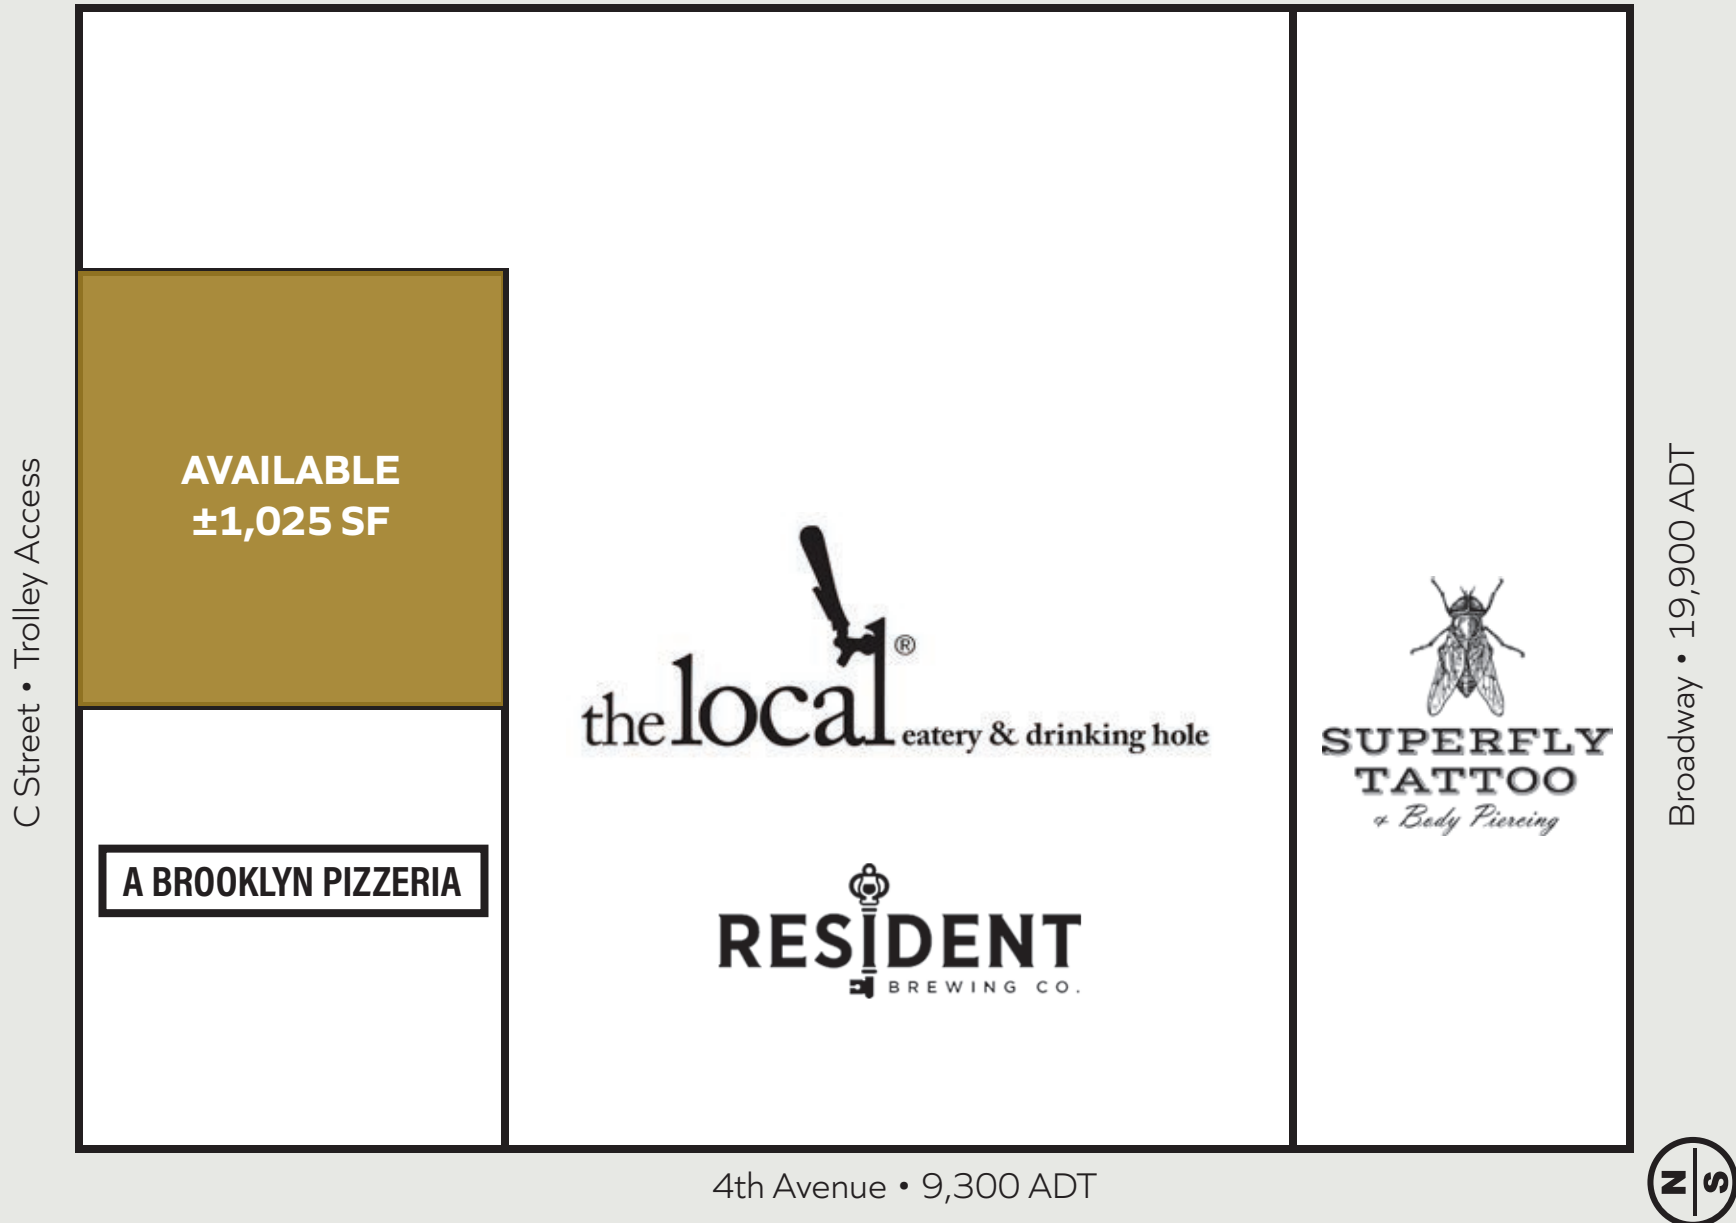 C Street • Trolley Access
AVAILABLE
±1,025 SF
A BROOKLYN PIZZERIA
the local® eatery & drinking hole
RESIDENT
BREWING CO.
SUPERFLY
TATTOO
& Body Piercing
Broadway • 19,900 ADT
4th Avenue • 9,300 ADT
N S